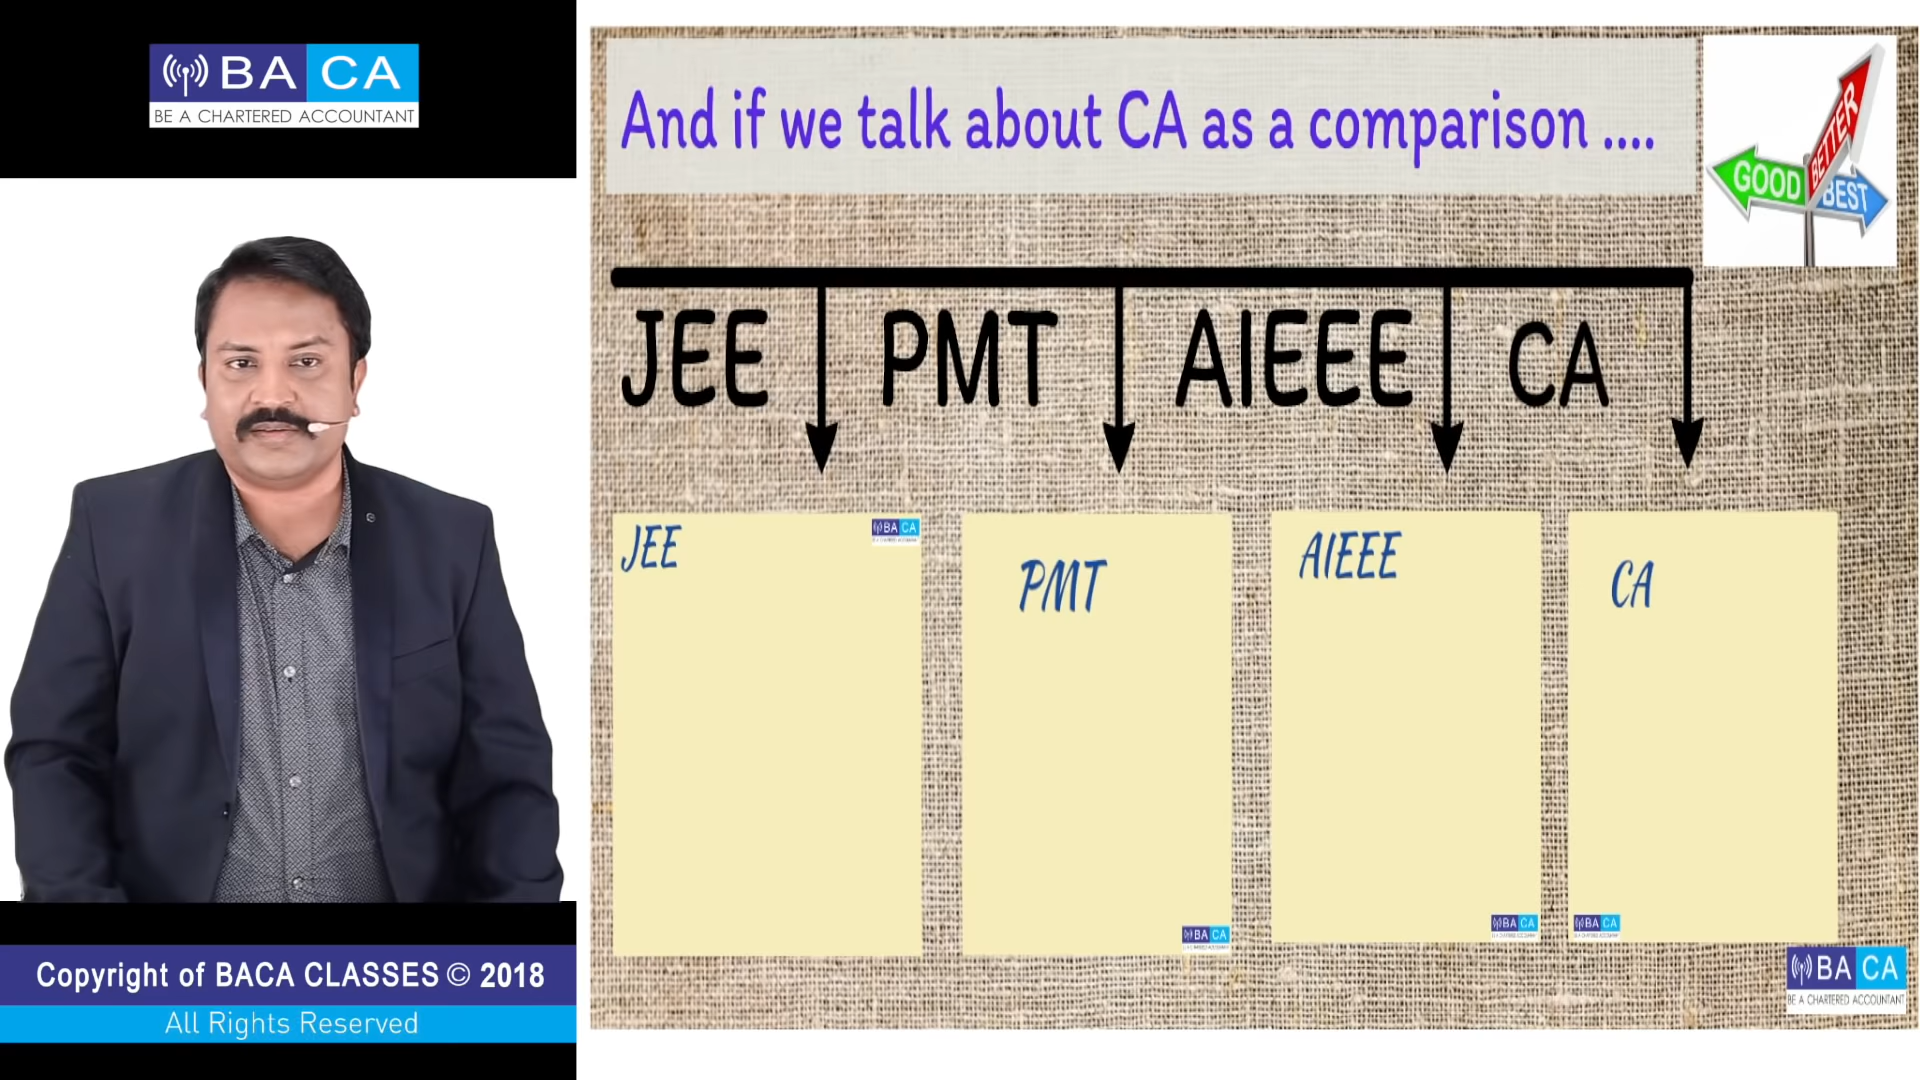 BA CA
BE A CHARTERED ACCOUNTANT
And if we talk about CA as a comparison ....
GOOD
BETTER
BEST
JEE
PMT
AIEEE
CA
JEE
BA CA
PMT
BA CA
AIEEE
BA CA
CA
BA CA
BA CA
BE A CHARTERED ACCOUNTANT
Copyright of BACA CLASSES © 2018
All Rights Reserved